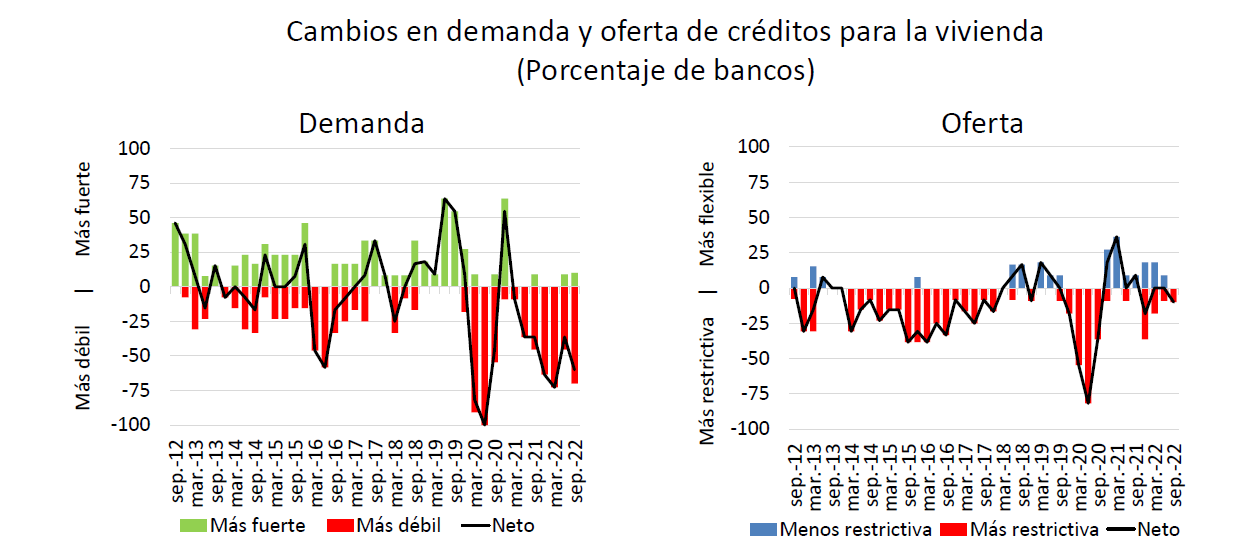 Cambios en demanda y oferta de créditos para la vivienda
(Porcentaje de bancos)
Demanda
100
75
50
25
0
-25
-50
-75
-100
Más débil | Más fuerte
sep.-12
mar.-13
sep.-13
mar.-14
sep.-14
mar.-15
sep.-15
mar.-16
sep.-16
mar.-17
sep.-17
mar.-18
sep.-18
mar.-19
sep.-19
mar.-20
sep.-20
mar.-21
sep.-21
mar.-22
sep.-22
Más fuerte Más débil Neto
Oferta
100
75
50
25
0
-25
-50
-75
-100
Más restrictiva | Más flexible
sep.-12
mar.-13
sep.-13
mar.-14
sep.-14
mar.-15
sep.-15
mar.-16
sep.-16
mar.-17
sep.-17
mar.-18
sep.-18
mar.-19
sep.-19
mar.-20
sep.-20
mar.-21
sep.-21
mar.-22
sep.-22
Menos restrictiva Más restrictiva Neto